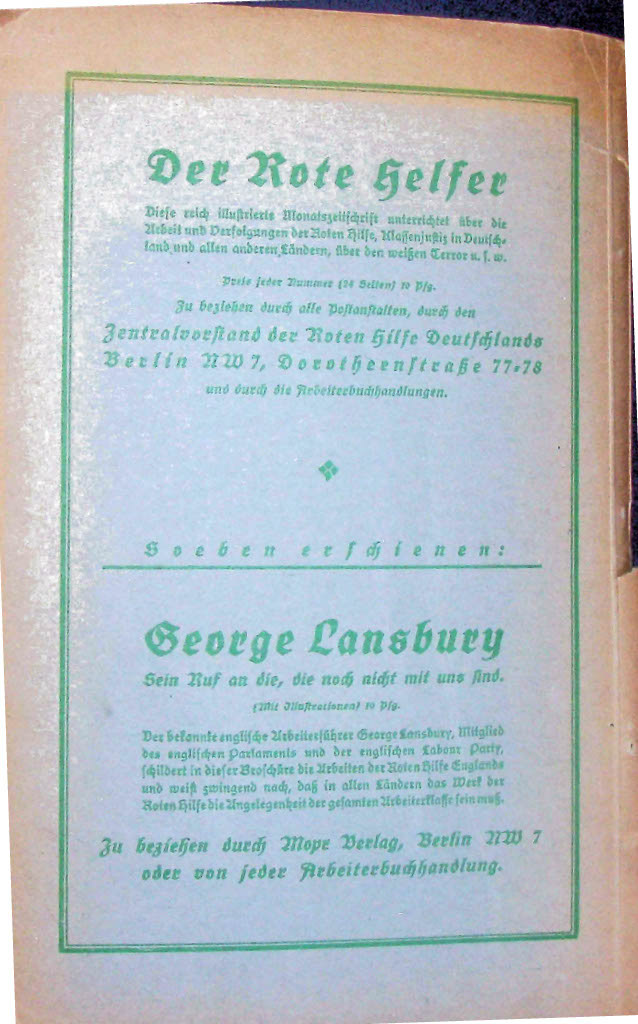 Der Rote Helfer
Diese reich illustrierte Monatszeitschrift unterrichtet über die
Arbeit und Verfolgungen der Roten Hilfe, Klassenjustiz in Deutsch-
land und allen anderen Ländern, über den weißen Terror u. s. w.
Preis jeder Nummer (24 Seiten) 10 Pfg.
Zu beziehen durch alle Postanstalten, durch den
Zentralvorstand der Roten Hilfe Deutschlands
Berlin NW 7, Dorotheenstraße 77-78
und durch die Arbeiterbuchhandlungen.
Soeben erschienen:
George Lansbury
Sein Ruf an die, die noch nicht mit uns sind.
(Mit Illustrationen) 10 Pfg.
Der bekannte englische Arbeiterführer George Lansbury, Mitglied
des englischen Parlaments und der englischen Labour Party,
schildert in dieser Broschüre die Arbeiten der Roten Hilfe Englands
und weist zwingend nach, daß in allen Ländern das Werk der
Roten Hilfe die Angelegenheit der gesamten Arbeiterklasse sein muß.
Zu beziehen durch Mopr Verlag, Berlin NW 7
oder von jeder Arbeiterbuchhandlung.